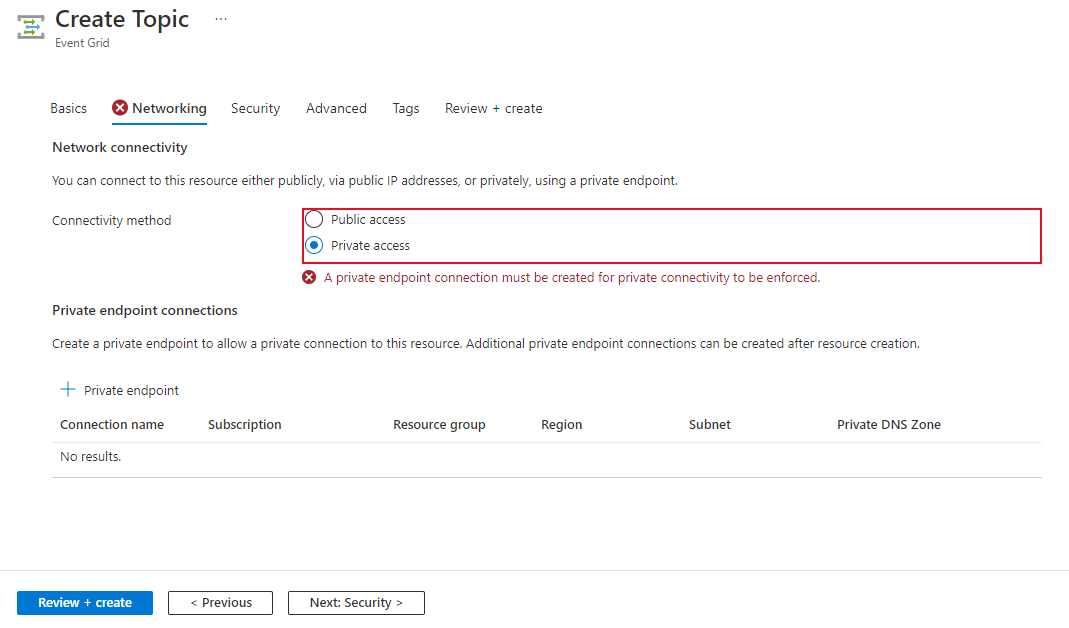 Create Topic ...
Event Grid
Basics Networking Security Advanced Tags Review + create
Network connectivity
You can connect to this resource either publicly, via public IP addresses, or privately, using a private endpoint.
Connectivity method
Public access
Private access
A private endpoint connection must be created for private connectivity to be enforced.
Private endpoint connections
Create a private endpoint to allow a private connection to this resource. Additional private endpoint connections can be created after resource creation.
+ Private endpoint
Connection name Subscription Resource group Region Subnet Private DNS Zone
No results.
Review + create < Previous Next: Security >